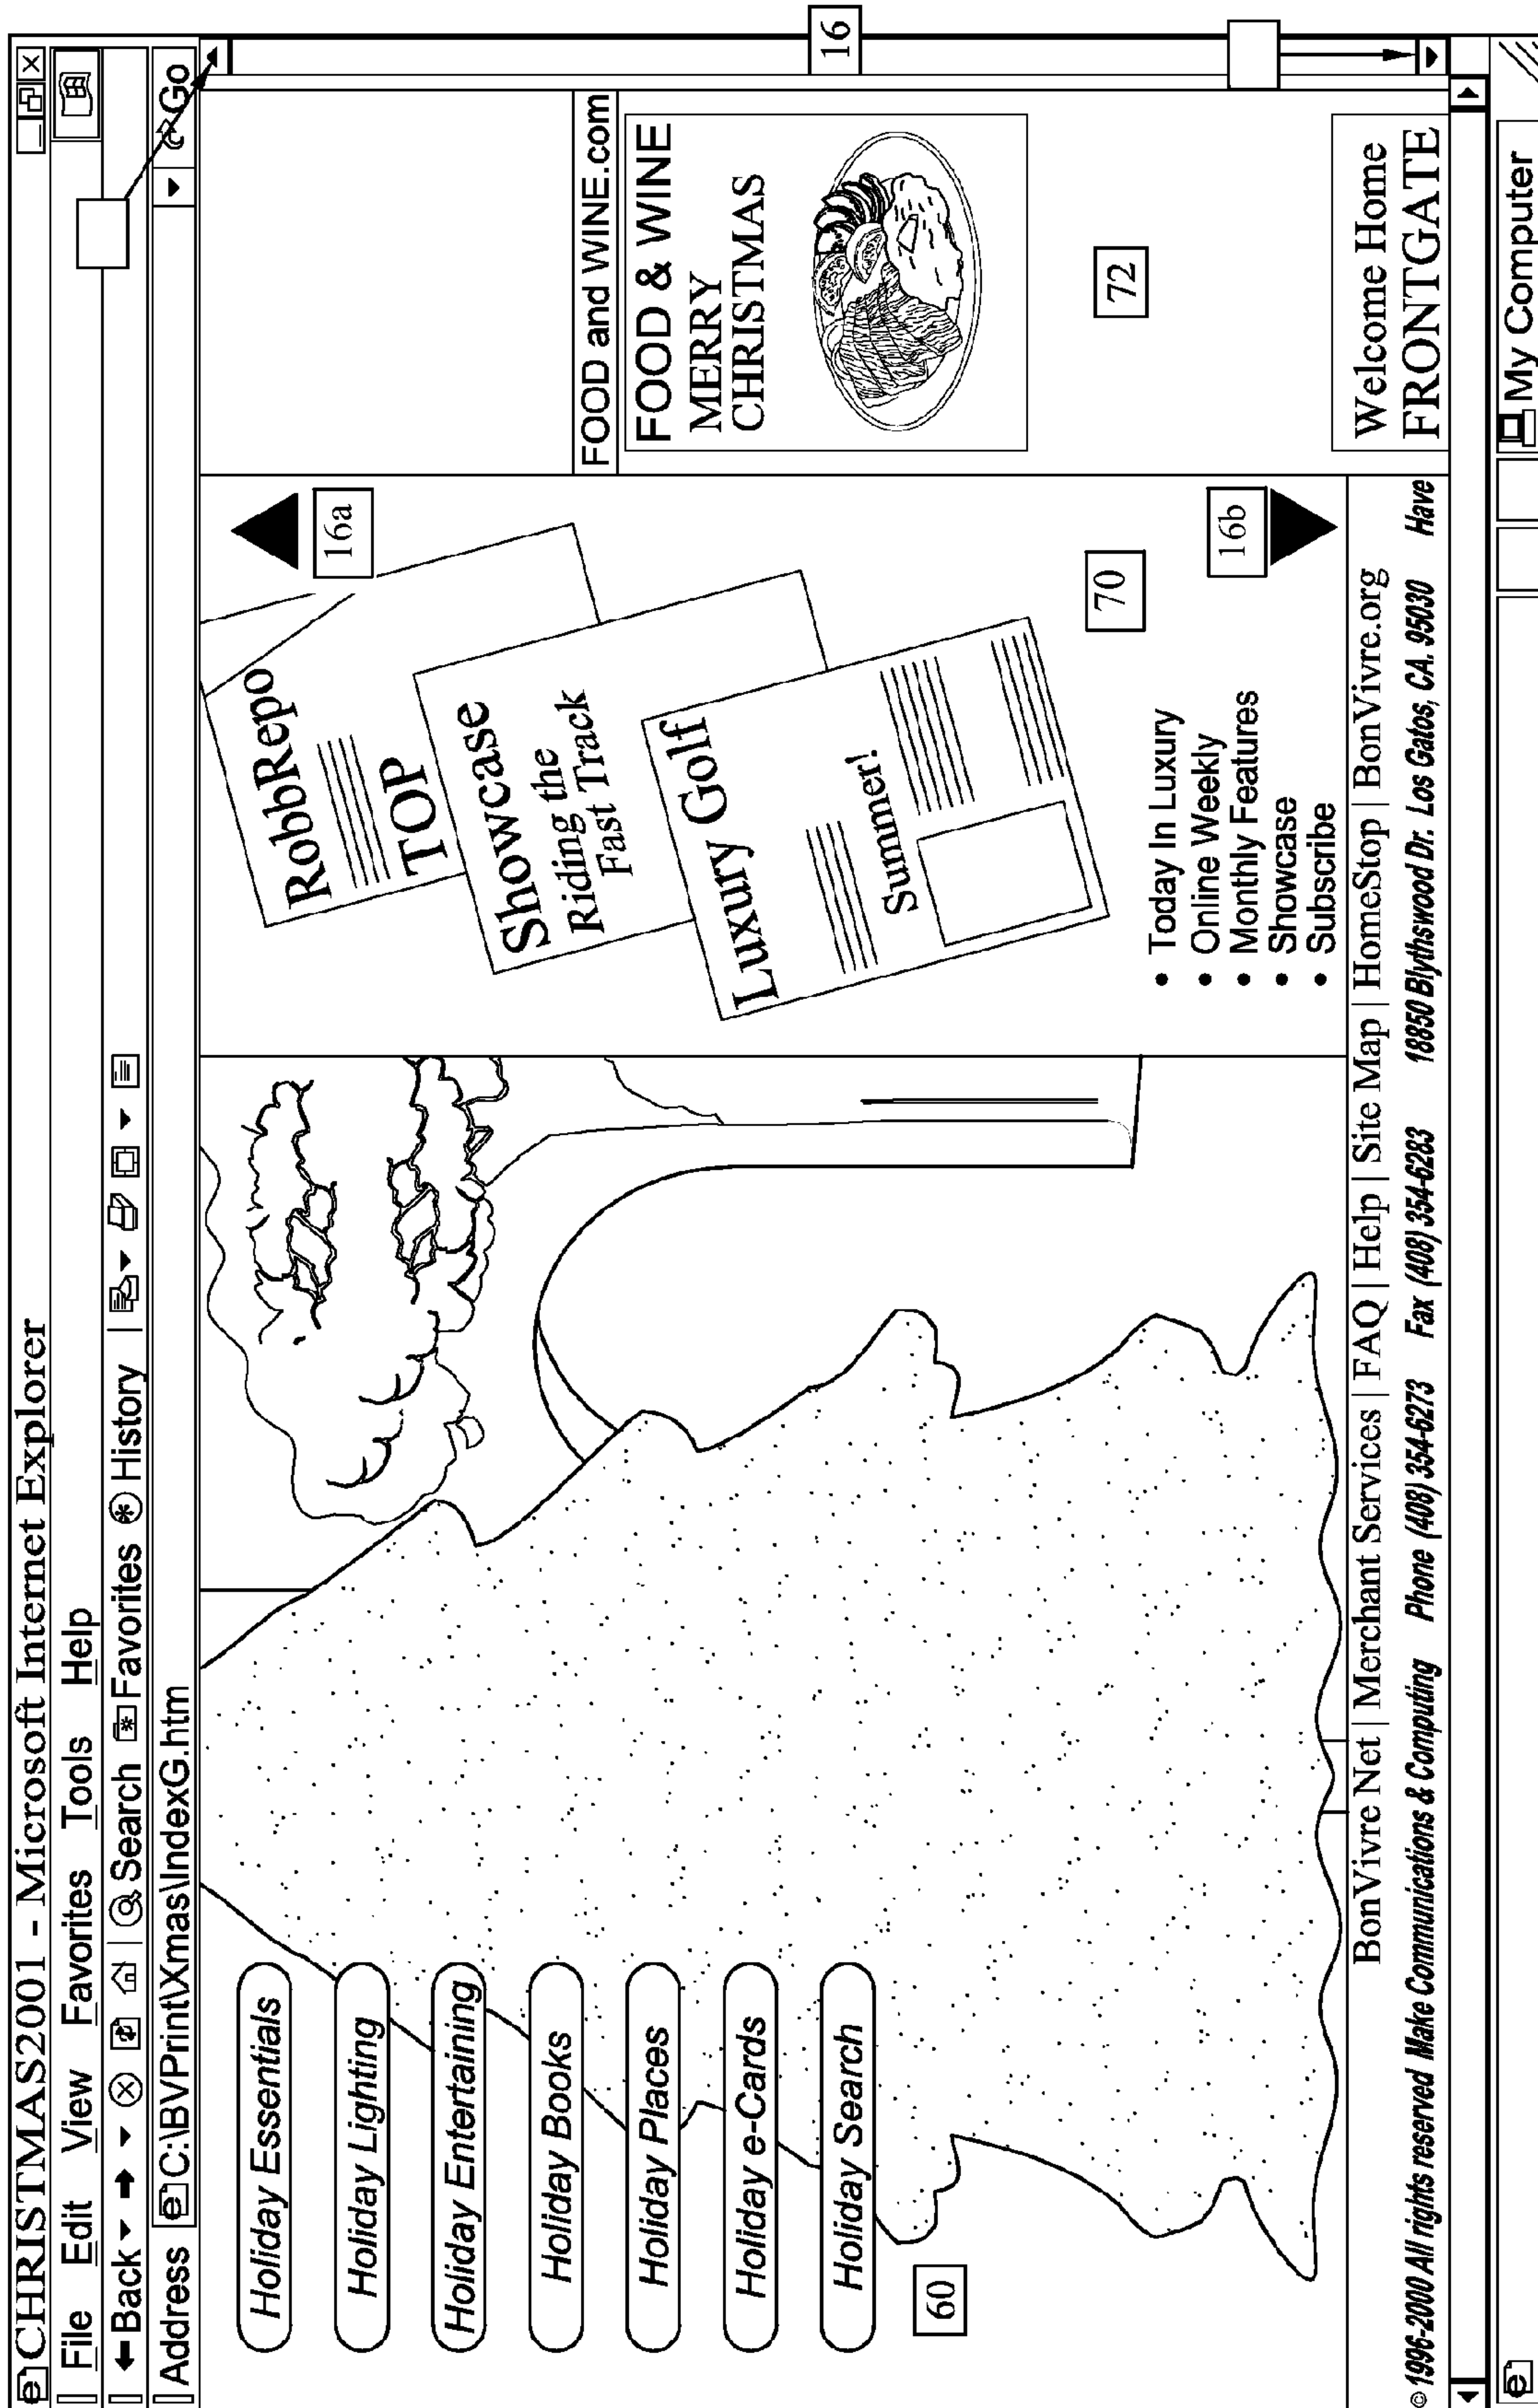 CHRISTMAS2001 - Microsoft Internet Explorer
File Edit View Favorites Tools Help
Back Search Favorites History
Address C:\BVPrint\Xmas\IndexG.htm Go
Holiday Essentials
Holiday Lighting
Holiday Entertaining
Holiday Books
Holiday Places
Holiday e-Cards
Holiday Search
60
RobbRepo
TOP
Showcase
Riding the
Fast Track
Luxury Golf
Summer!
16a
70
• Today In Luxury
• Online Weekly
• Monthly Features
• Showcase
• Subscribe
16b
FOOD and WINE.com
FOOD & WINE
MERRY
CHRISTMAS
72
Welcome Home
FRONTGATE
16
BonVivre Net | Merchant Services | FAQ | Help | Site Map | HomeStop | BonVivre.org
© 1996-2000 All rights reserved Make Communications & Computing Phone (408) 354-6273 Fax (408) 354-6283 18850 Blythswood Dr. Los Gatos, CA. 95030 Have
My Computer